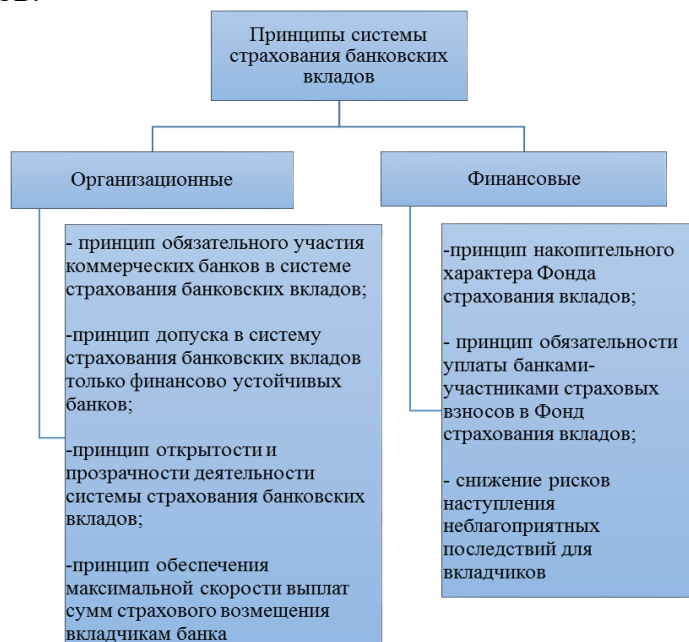 Принципы системы
страхования банковских
вкладов
Организационные
Финансовые
- принцип обязательного участия
коммерческих банков в системе
страхования банковских вкладов;
-принцип допуска в систему
страхования банковских вкладов
только финансово устойчивых
банков;
-принцип открытости и
прозрачности деятельности
системы страхования банковских
вкладов;
-принцип обеспечения
максимальной скорости выплат
сумм страхового возмещения
вкладчикам банка
-принцип накопительного
характера Фонда
страхования вкладов;
- принцип обязательности
уплаты банками-
участниками страховых
взносов в Фонд
страхования вкладов;
- снижение рисков
наступления
неблагоприятных
последствий для
вкладчиков